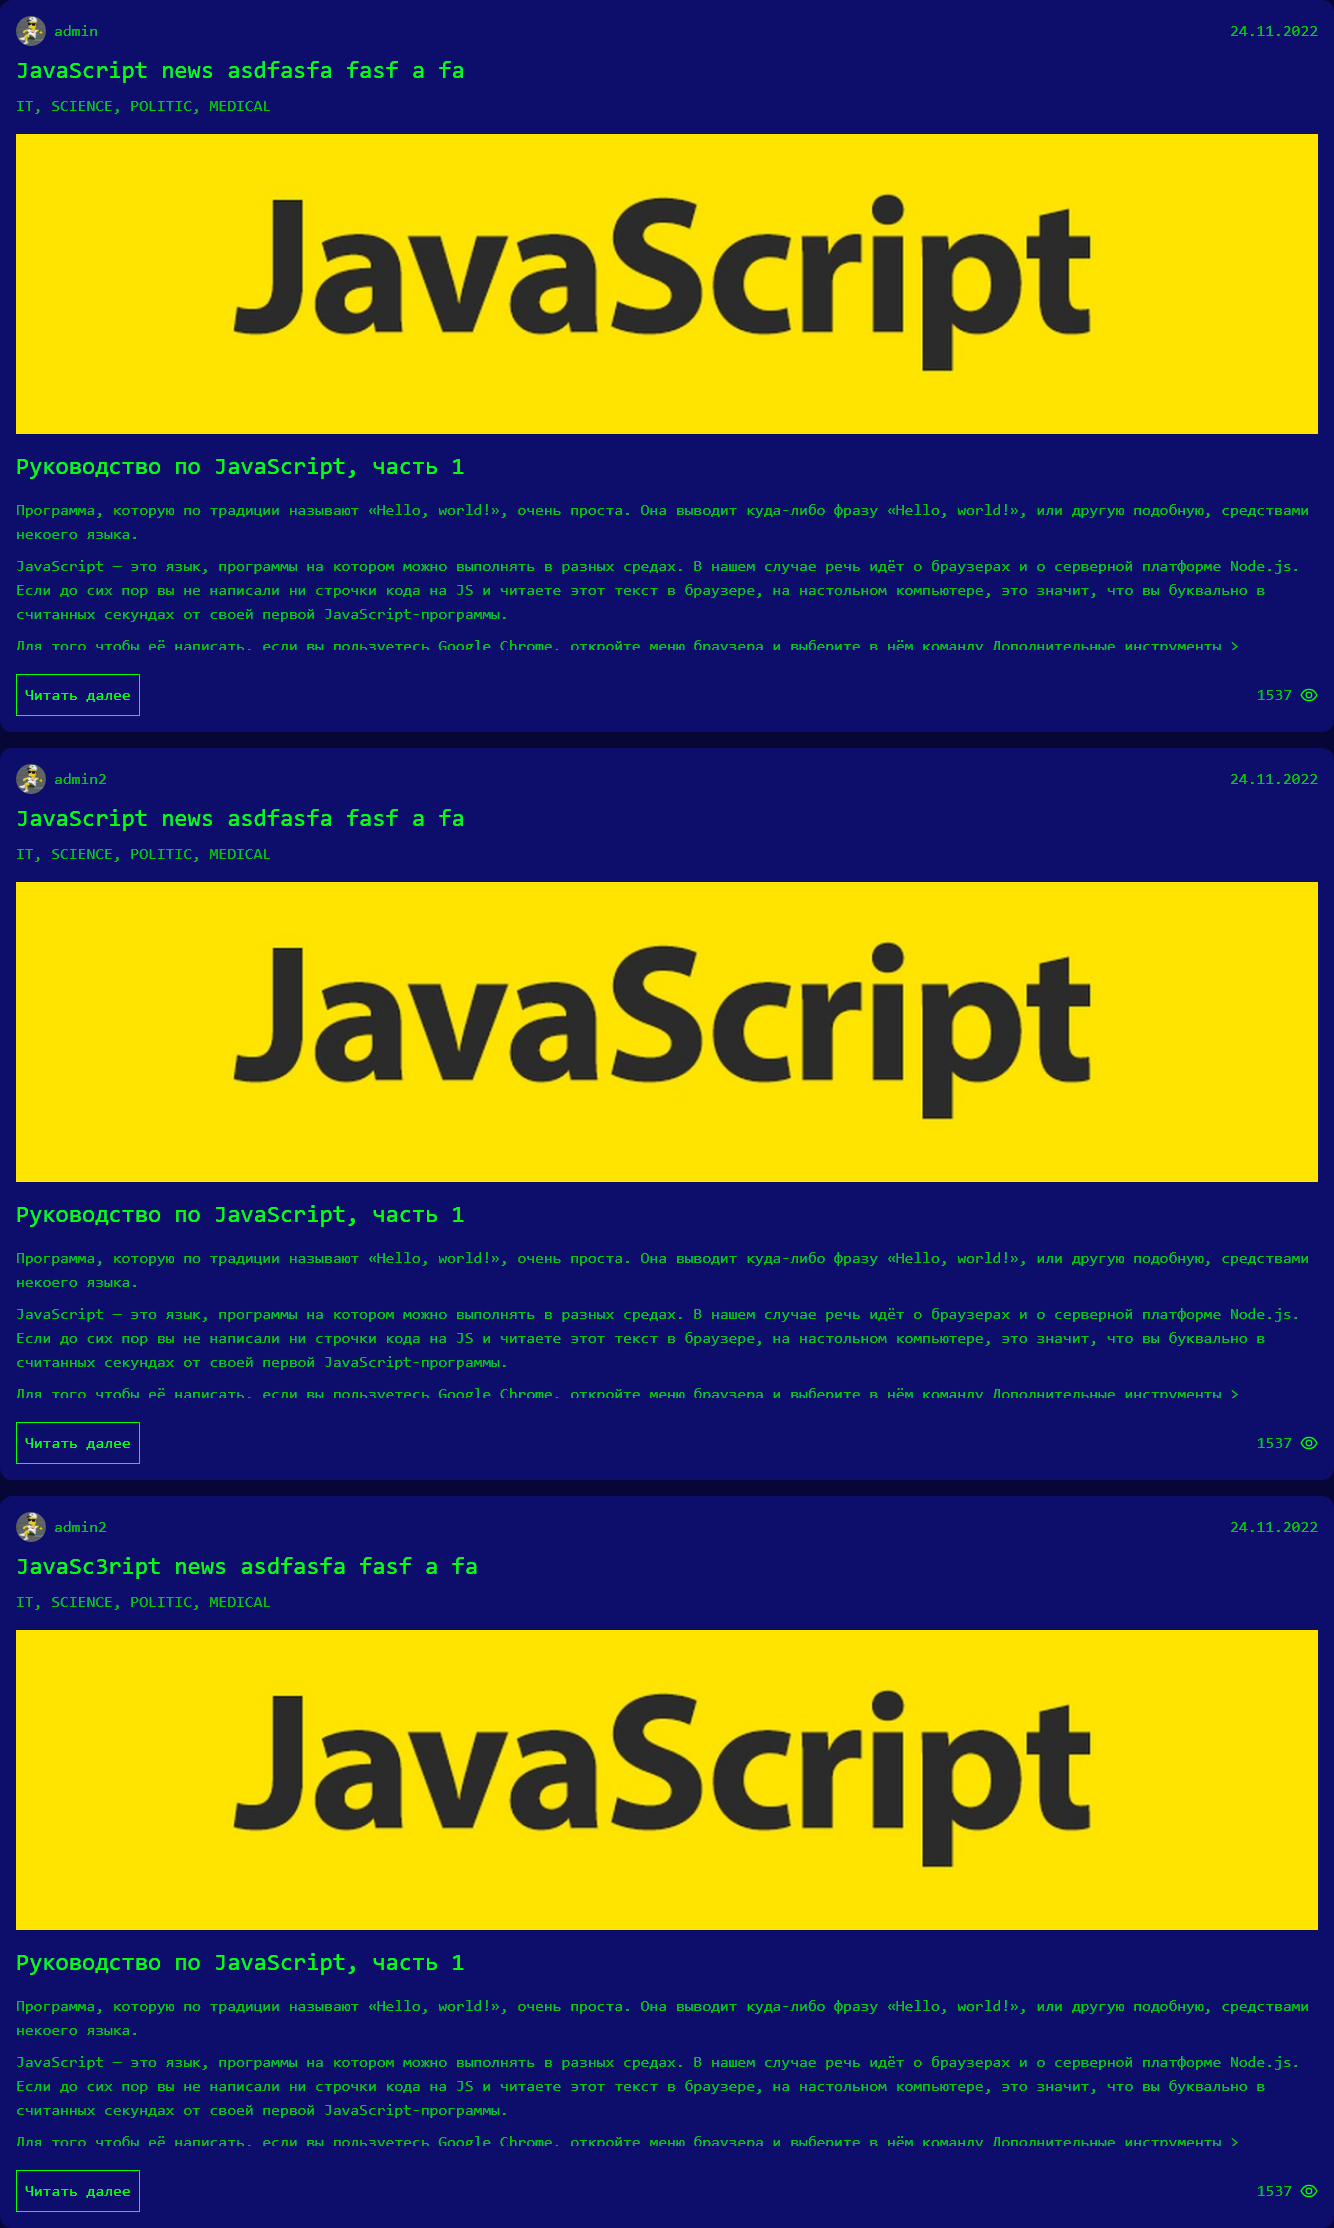 admin 24.11.2022
JavaScript news asdfasfa fasf a fa
IT, SCIENCE, POLITIC, MEDICAL
JavaScript
Руководство по JavaScript, часть 1
Программа, которую по традиции называют «Hello, world!», очень проста. Она выводит куда-либо фразу «Hello, world!», или другую подобную, средствами
некоего языка.
JavaScript — это язык, программы на котором можно выполнять в разных средах. В нашем случае речь идёт о браузерах и о серверной платформе Node.js.
Если до сих пор вы не написали ни строчки кода на JS и читаете этот текст в браузере, на настольном компьютере, это значит, что вы буквально в
считанных секундах от своей первой JavaScript-программы.
Для того чтобы её написать, если вы пользуетесь Google Chrome, откройте меню браузера и выберите в нём команду Дополнительные инструменты >
Читать далее 1537
admin2 24.11.2022
JavaScript news asdfasfa fasf a fa
IT, SCIENCE, POLITIC, MEDICAL
JavaScript
Руководство по JavaScript, часть 1
Программа, которую по традиции называют «Hello, world!», очень проста. Она выводит куда-либо фразу «Hello, world!», или другую подобную, средствами
некоего языка.
JavaScript — это язык, программы на котором можно выполнять в разных средах. В нашем случае речь идёт о браузерах и о серверной платформе Node.js.
Если до сих пор вы не написали ни строчки кода на JS и читаете этот текст в браузере, на настольном компьютере, это значит, что вы буквально в
считанных секундах от своей первой JavaScript-программы.
Для того чтобы её написать, если вы пользуетесь Google Chrome, откройте меню браузера и выберите в нём команду Дополнительные инструменты >
Читать далее 1537
admin2 24.11.2022
JavaSc3ript news asdfasfa fasf a fa
IT, SCIENCE, POLITIC, MEDICAL
JavaScript
Руководство по JavaScript, часть 1
Программа, которую по традиции называют «Hello, world!», очень проста. Она выводит куда-либо фразу «Hello, world!», или другую подобную, средствами
некоего языка.
JavaScript — это язык, программы на котором можно выполнять в разных средах. В нашем случае речь идёт о браузерах и о серверной платформе Node.js.
Если до сих пор вы не написали ни строчки кода на JS и читаете этот текст в браузере, на настольном компьютере, это значит, что вы буквально в
считанных секундах от своей первой JavaScript-программы.
Для того чтобы её написать, если вы пользуетесь Google Chrome, откройте меню браузера и выберите в нём команду Дополнительные инструменты >
Читать далее 1537